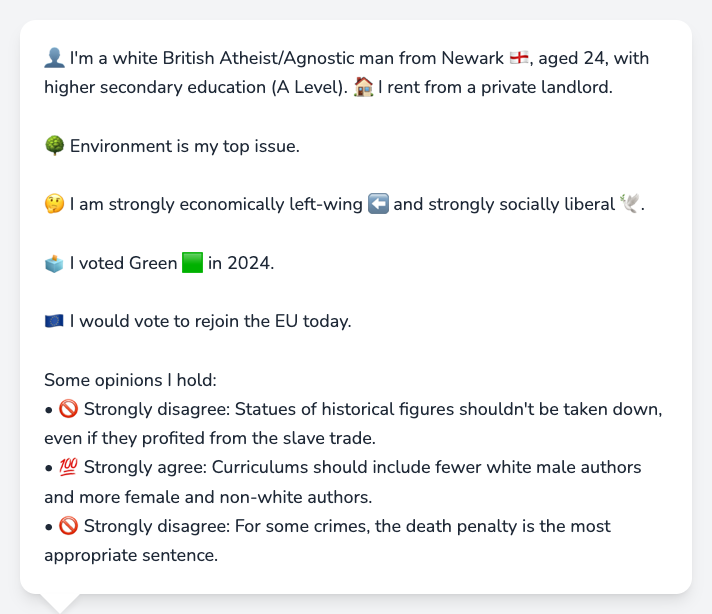 👤 I'm a white British Atheist/Agnostic man from Newark 🏴󠁧󠁢󠁥󠁮󠁧󠁿, aged 24, with
higher secondary education (A Level). 🏠 I rent from a private landlord.
🌳 Environment is my top issue.
🤔 I am strongly economically left-wing ⬅️ and strongly socially liberal 🕊️.
🗳️ I voted Green 🟩 in 2024.
🇪🇺 I would vote to rejoin the EU today.
Some opinions I hold:
• 🚫 Strongly disagree: Statues of historical figures shouldn't be taken down,
even if they profited from the slave trade.
• 💯 Strongly agree: Curriculums should include fewer white male authors
and more female and non-white authors.
• 🚫 Strongly disagree: For some crimes, the death penalty is the most
appropriate sentence.